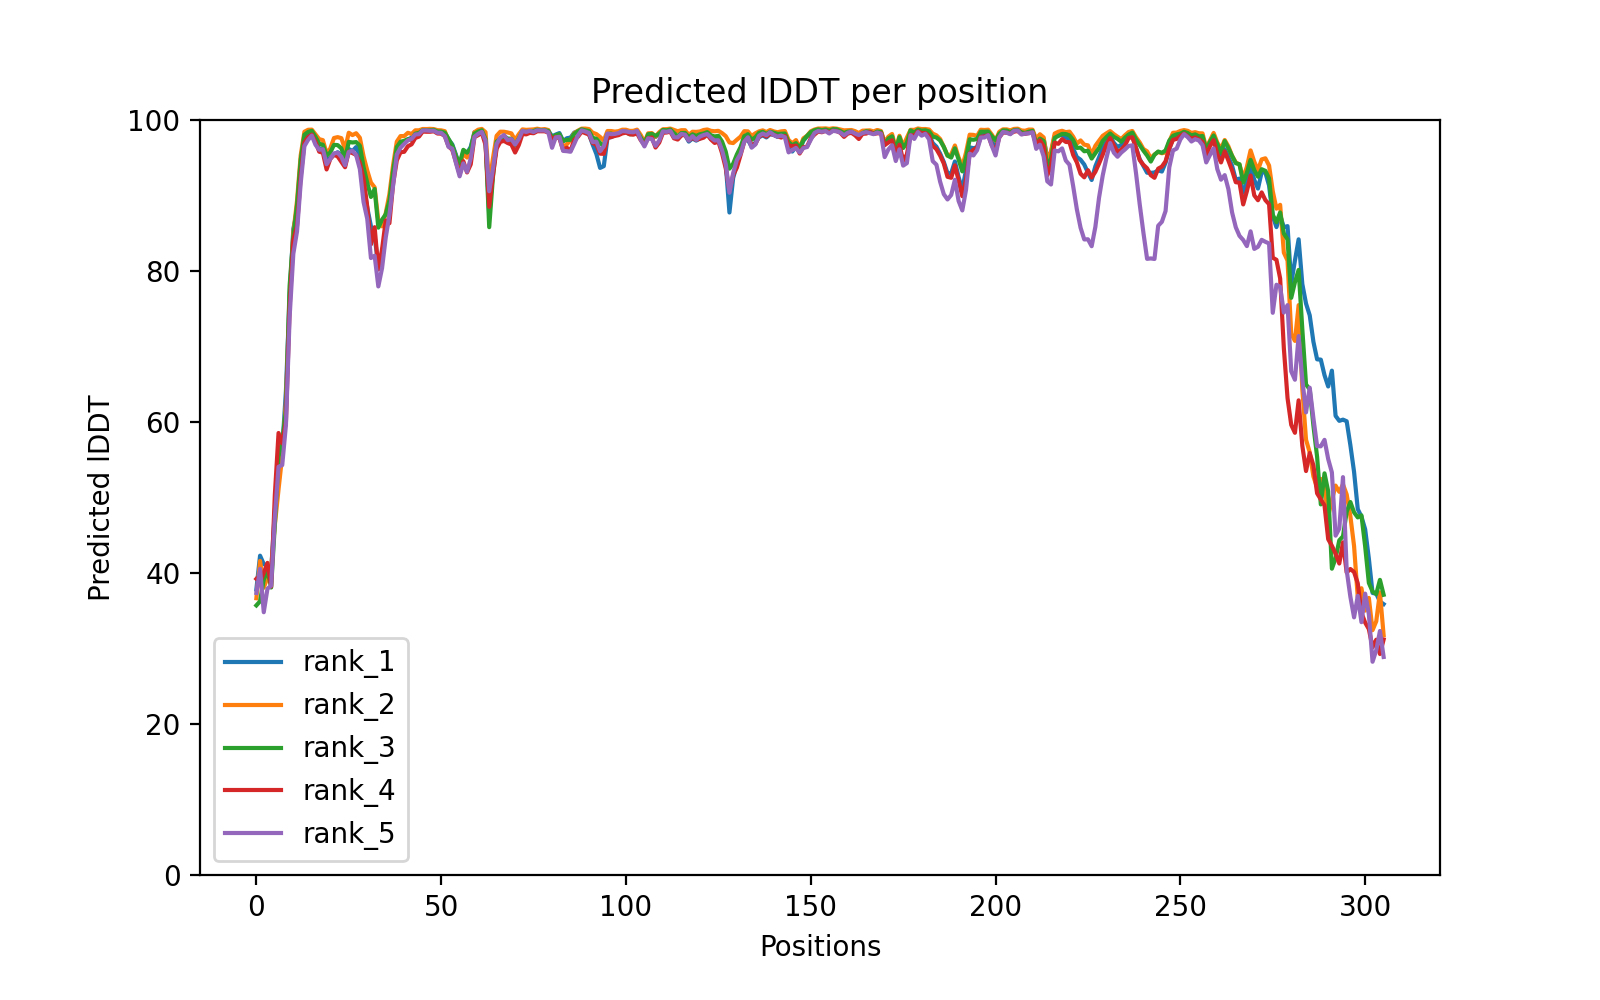 Predicted lDDT per position
100
80
60
40
20
0
Predicted lDDT
rank_1
rank_2
rank_3
rank_4
rank_5
0 50 100 150 200 250 300
Positions